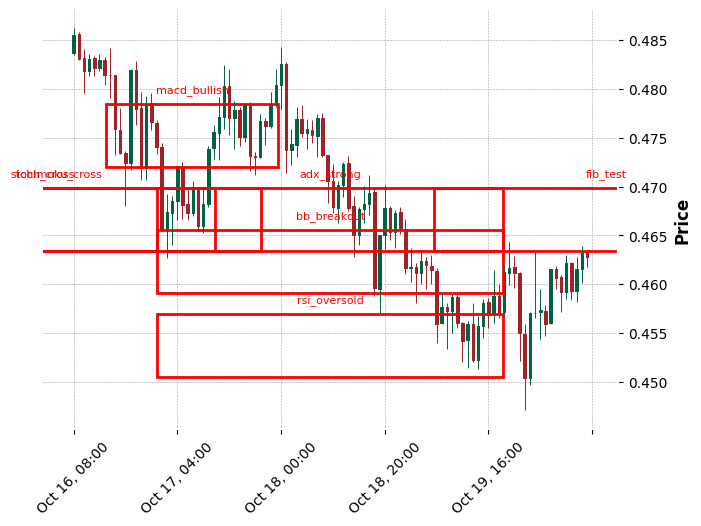 0.485
macd_bullish
0.480
0.475
adx_strong
fib_test
0.470
bb_breakout
0.465
0.460
rsi_oversold
0.455
0.450
Price
Oct 16, 08:00
Oct 17, 04:00
Oct 18, 00:00
Oct 18, 20:00
Oct 19, 16:00